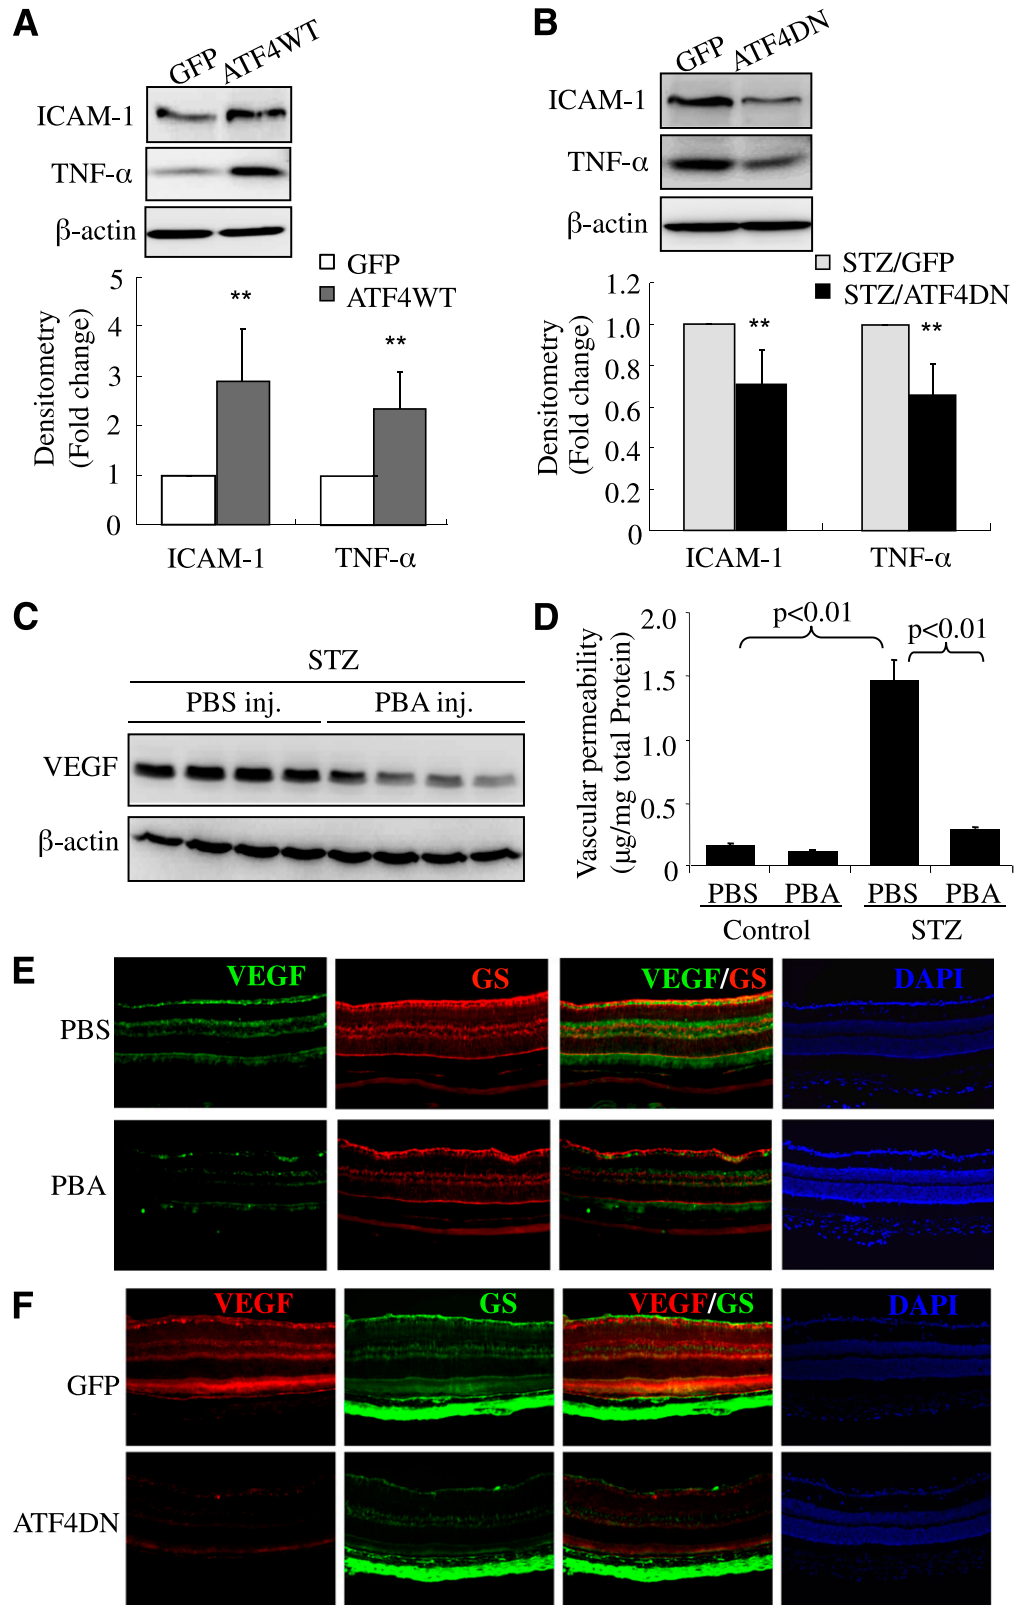 A
GFP ATF4WT
ICAM-1
TNF-α
β-actin
GFP
ATF4WT
Densitometry
(Fold change)
5
4
3
2
1
0
**
**
ICAM-1 TNF-α
B
GFP ATF4DN
ICAM-1
TNF-α
β-actin
STZ/GFP
STZ/ATF4DN
Densitometry
(Fold change)
1.2
1.0
0.8
0.6
0.4
0.2
0
**
**
ICAM-1 TNF-α
C
STZ
PBS inj. PBA inj.
VEGF
β-actin
D
Vascular permeability
(µg/mg total Protein)
2.0
1.5
1.0
0.5
0
p<0.01
p<0.01
PBS PBA PBS PBA
Control STZ
E
VEGF GS VEGF/GS DAPI
PBS
PBA
F
VEGF GS VEGF/GS DAPI
GFP
ATF4DN